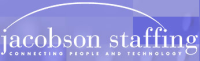 jacobson staffing
CONNECTING PEOPLE AND TECHNOLOGY